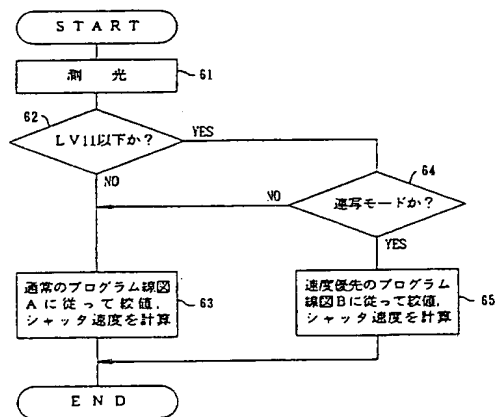 START
測光
61
62
LV11以下か?
YES
NO
64
連写モードか?
NO
YES
通常のプログラム線図
Aに従って絞値,
シャッタ速度を計算
63
速度優先のプログラム
線図Bに従って絞値,
シャッタ速度を計算
65
END